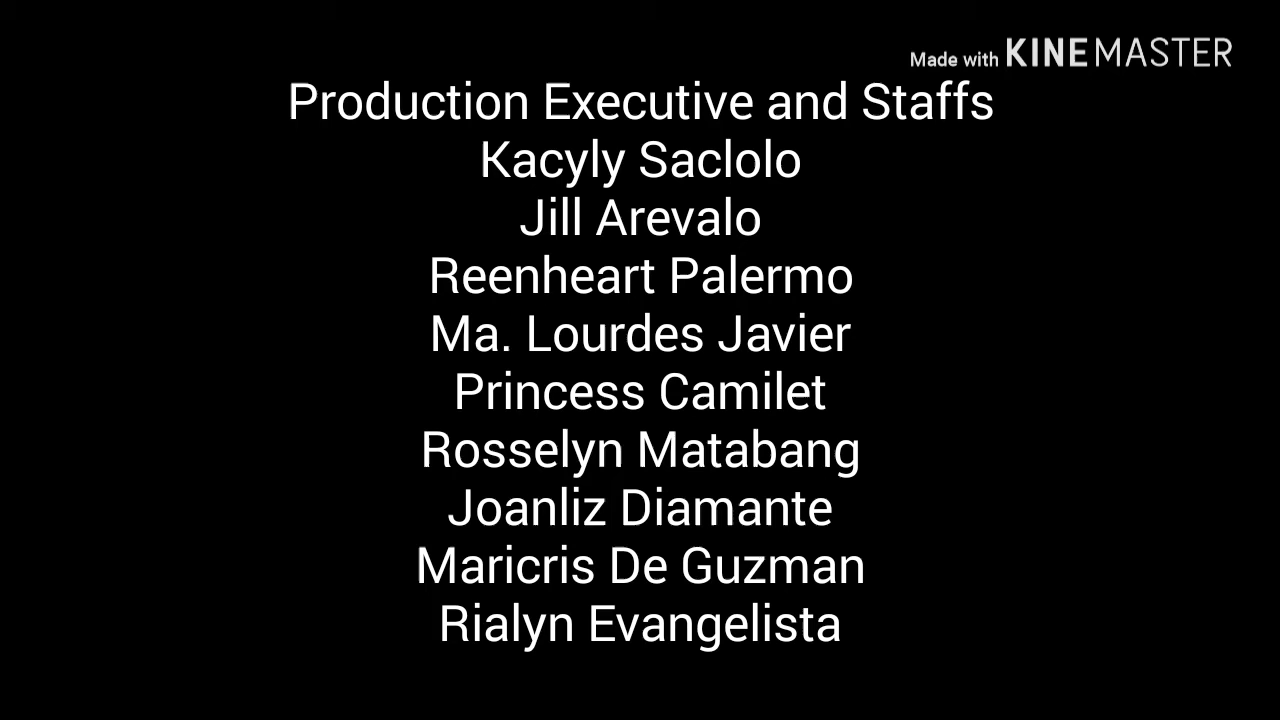 Made with KINEMASTER
Production Executive and Staffs
Kacyly Saclolo
Jill Arevalo
Reenheart Palermo
Ma. Lourdes Javier
Princess Camilet
Rosselyn Matabang
Joanliz Diamante
Maricris De Guzman
Rialyn Evangelista